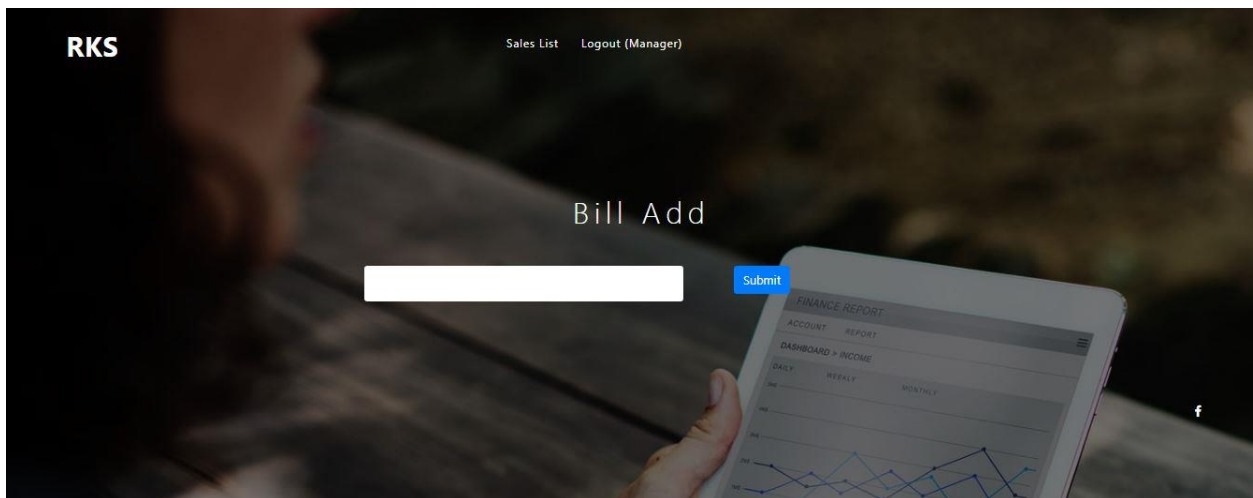 RKS
Sales List Logout (Manager)
Bill Add
Submit
FINANCE REPORT
ACCOUNT REPORT
DASHBOARD > INCOME
DAILY WEEKLY MONTHLY
f